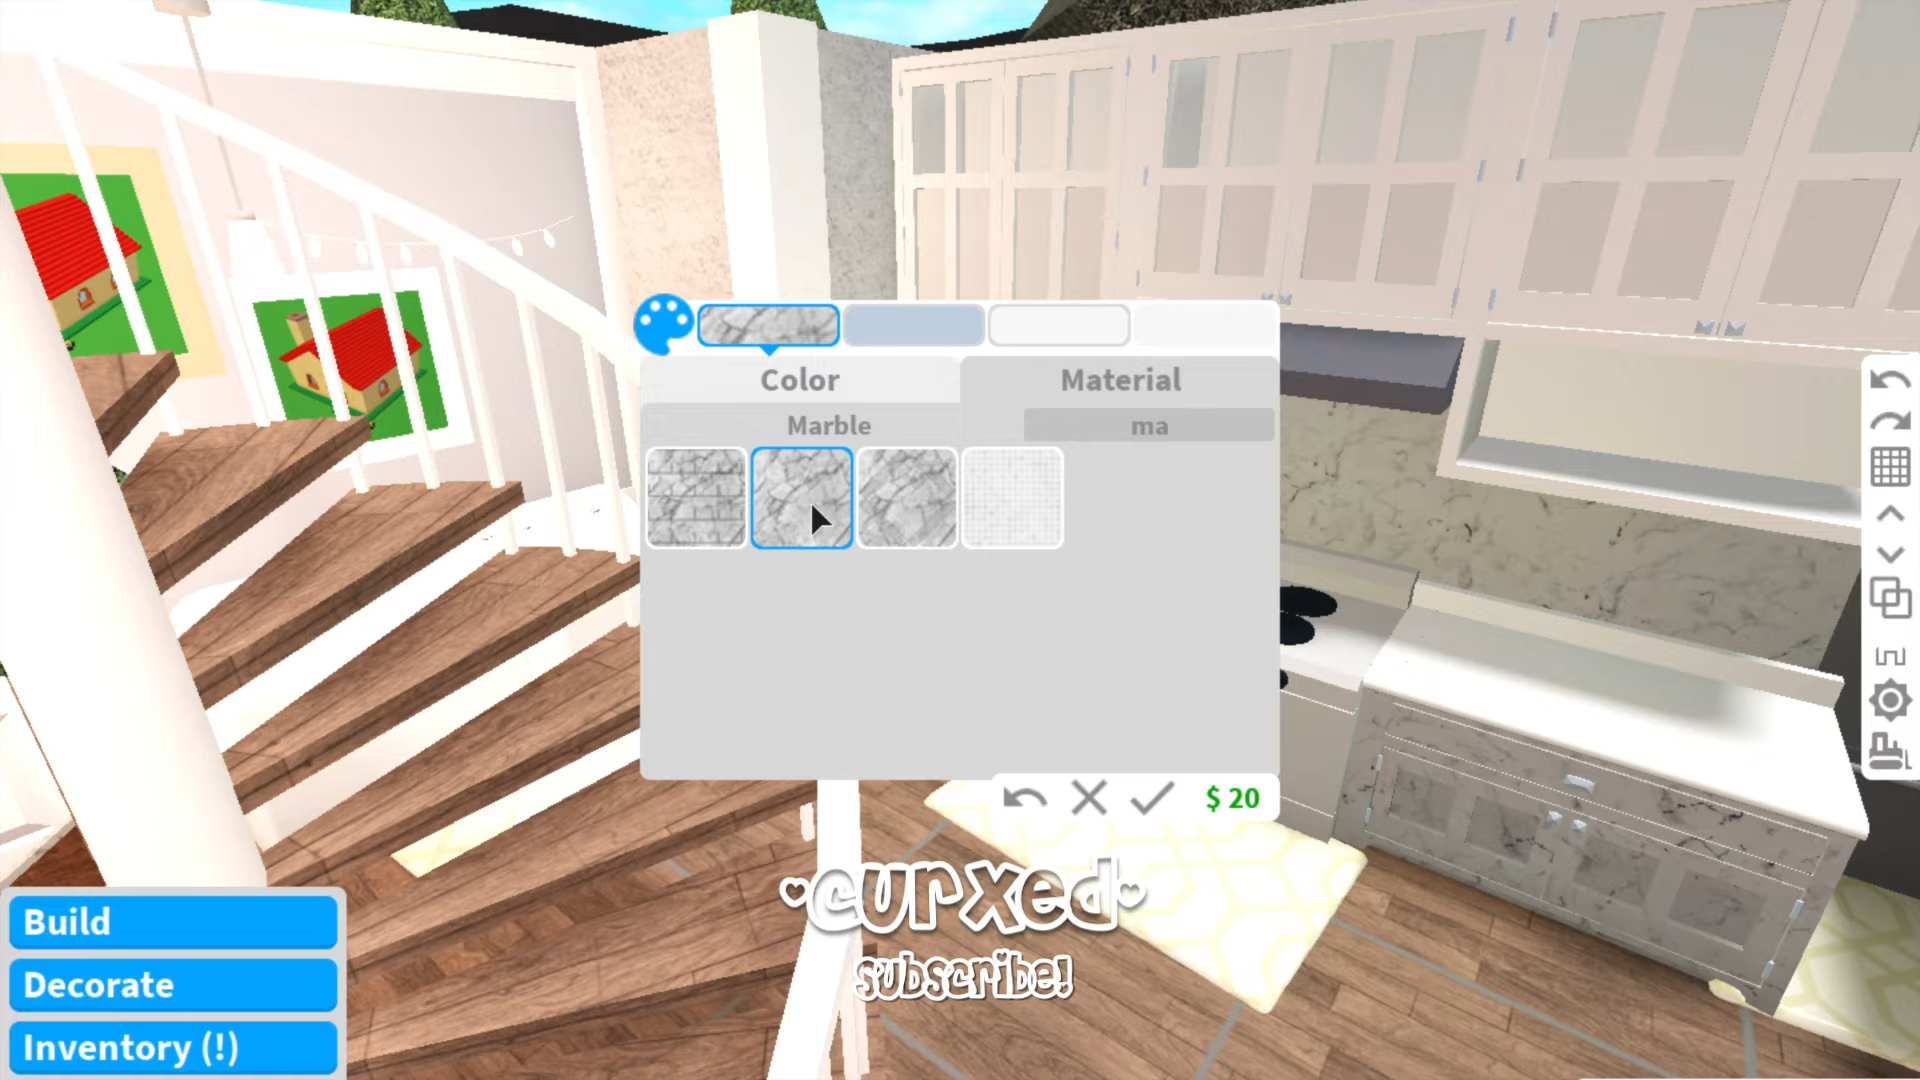 Color
Material
Marble
ma
$ 20
curxed
subscribe!
Build
Decorate
Inventory (!)